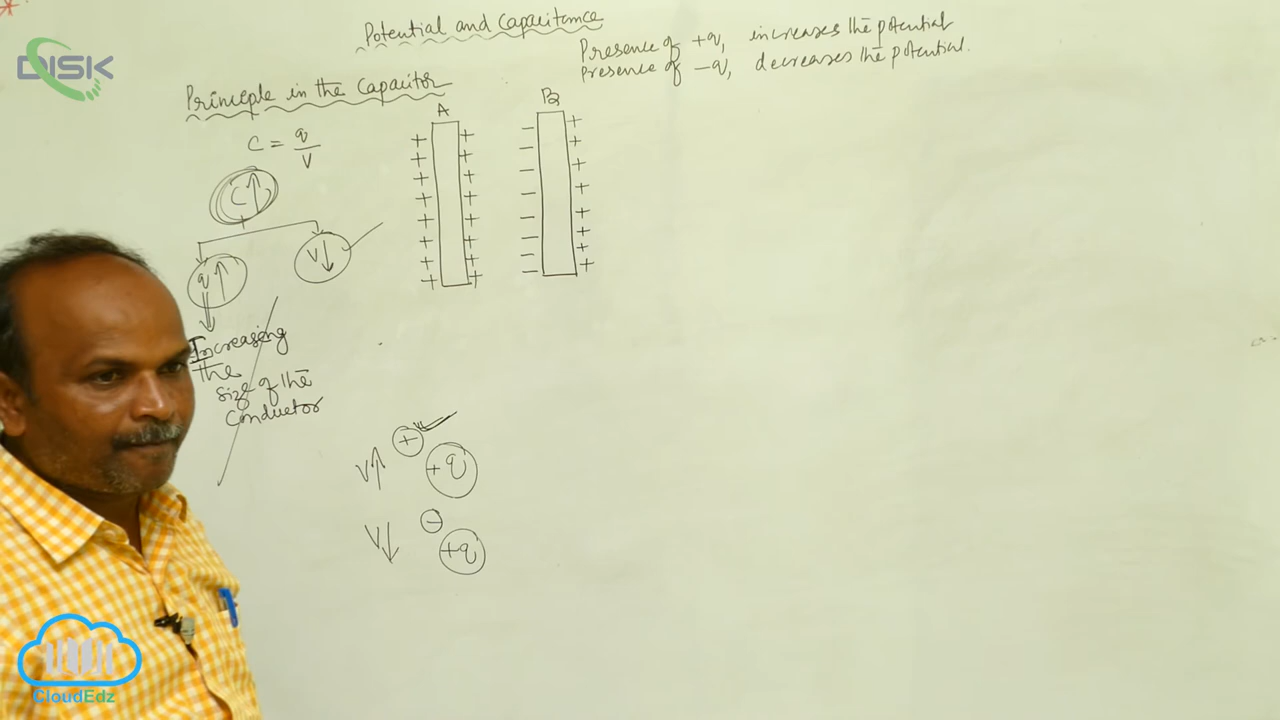 Potential and Capacitance
Presence of +q, increases the potential
presence of -q, decreases the potential.
DISK
Principle in the Capacitor
A
B
C = q/V
C↑
q↑
V↓
+ + - +
+ + - +
+ + - +
+ + - +
+ + - +
+ + - +
+ + - +
Increasing
the
size of the
conductor
+
V↑ +q
-
V↓ +q
CloudEdz